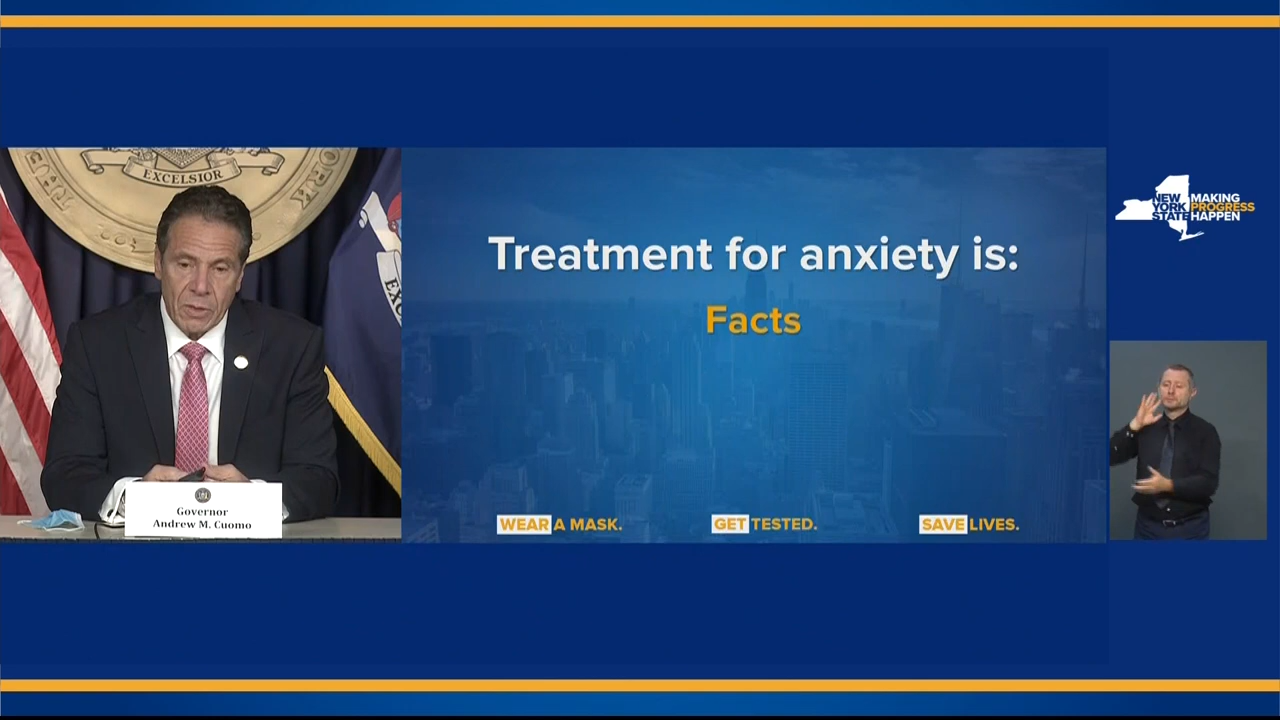 EXCELSIOR
Governor
Andrew M. Cuomo
Treatment for anxiety is:
Facts
WEAR A MASK.
GET TESTED.
SAVE LIVES.
NEW
YORK
STATE
MAKING
PROGRESS
HAPPEN